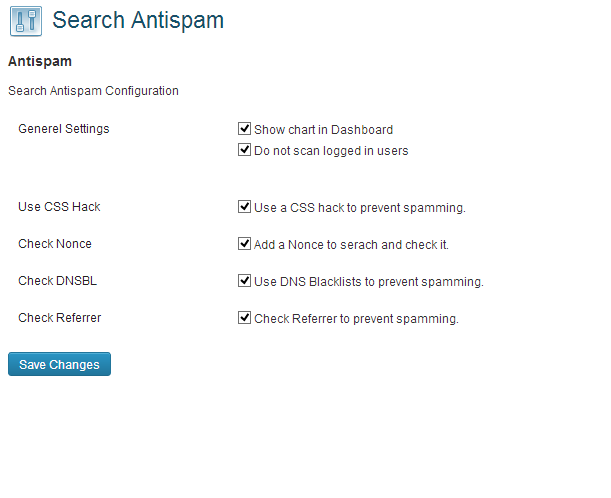 Search Antispam
Antispam
Search Antispam Configuration
Generel Settings
Show chart in Dashboard
Do not scan logged in users
Use CSS Hack
Use a CSS hack to prevent spamming.
Check Nonce
Add a Nonce to serach and check it.
Check DNSBL
Use DNS Blacklists to prevent spamming.
Check Referrer
Check Referrer to prevent spamming.
Save Changes